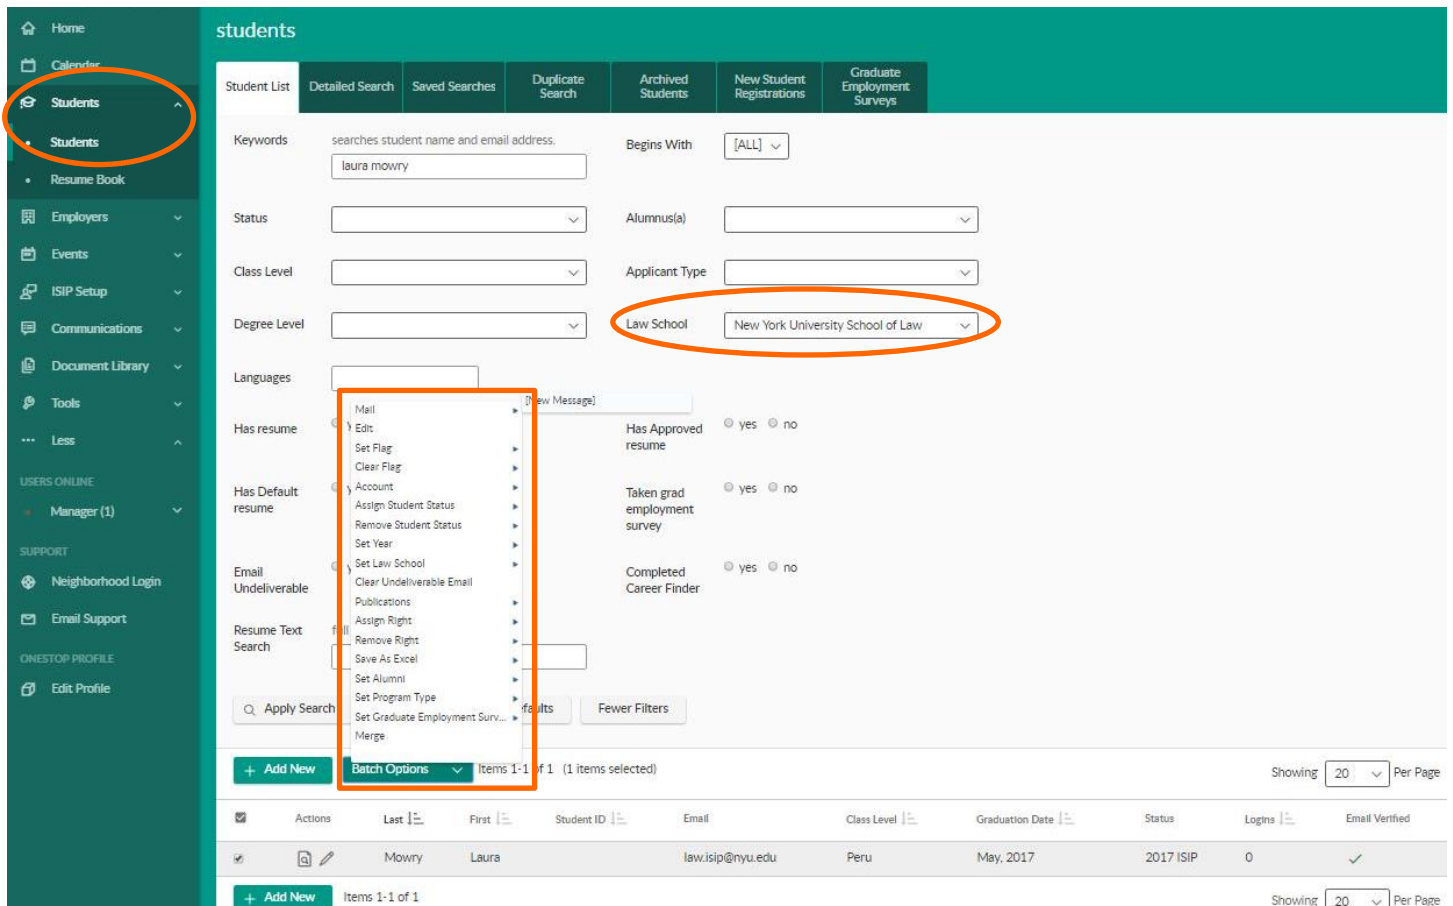 Home
Calendar
Students
Students
Resume Book
Employers
Events
ISIP Setup
Communications
Document Library
Tools
Less
USERS ONLINE
Manager (1)
SUPPORT
Neighborhood Login
Email Support
ONESTOP PROFILE
Edit Profile
students
Student List
Detailed Search
Saved Searches
Duplicate
Search
Archived
Students
New Student
Registrations
Graduate
Employment
Surveys
Keywords
searches student name and email address.
laura mowry
Begins With
[ALL]
Status
Alumnus(a)
Class Level
Applicant Type
Degree Level
Law School
New York University School of Law
Languages
Has resume
Has Approved
resume
yes no
Has Default
resume
Taken grad
employment
survey
yes no
Email
Undeliverable
Completed
Career Finder
yes no
Resume Text
Search
Mail
[New Message]
Edit
Set Flag
Clear Flag
Account
Assign Student Status
Remove Student Status
Set Year
Set Law School
Clear Undeliverable Email
Publications
Assign Right
Remove Right
Save As Excel
Set Alumni
Set Program Type
Set Graduate Employment Surv...
Merge
Apply Search
Fewer Filters
+ Add New
Batch Options
Items 1-1 of 1 (1 items selected)
Showing 20 Per Page
Actions Last First Student ID Email Class Level Graduation Date Status Logins Email Verified
Mowry Laura law.isip@nyu.edu Peru May, 2017 2017 ISIP 0
+ Add New
Items 1-1 of 1
Showing 20 Per Page